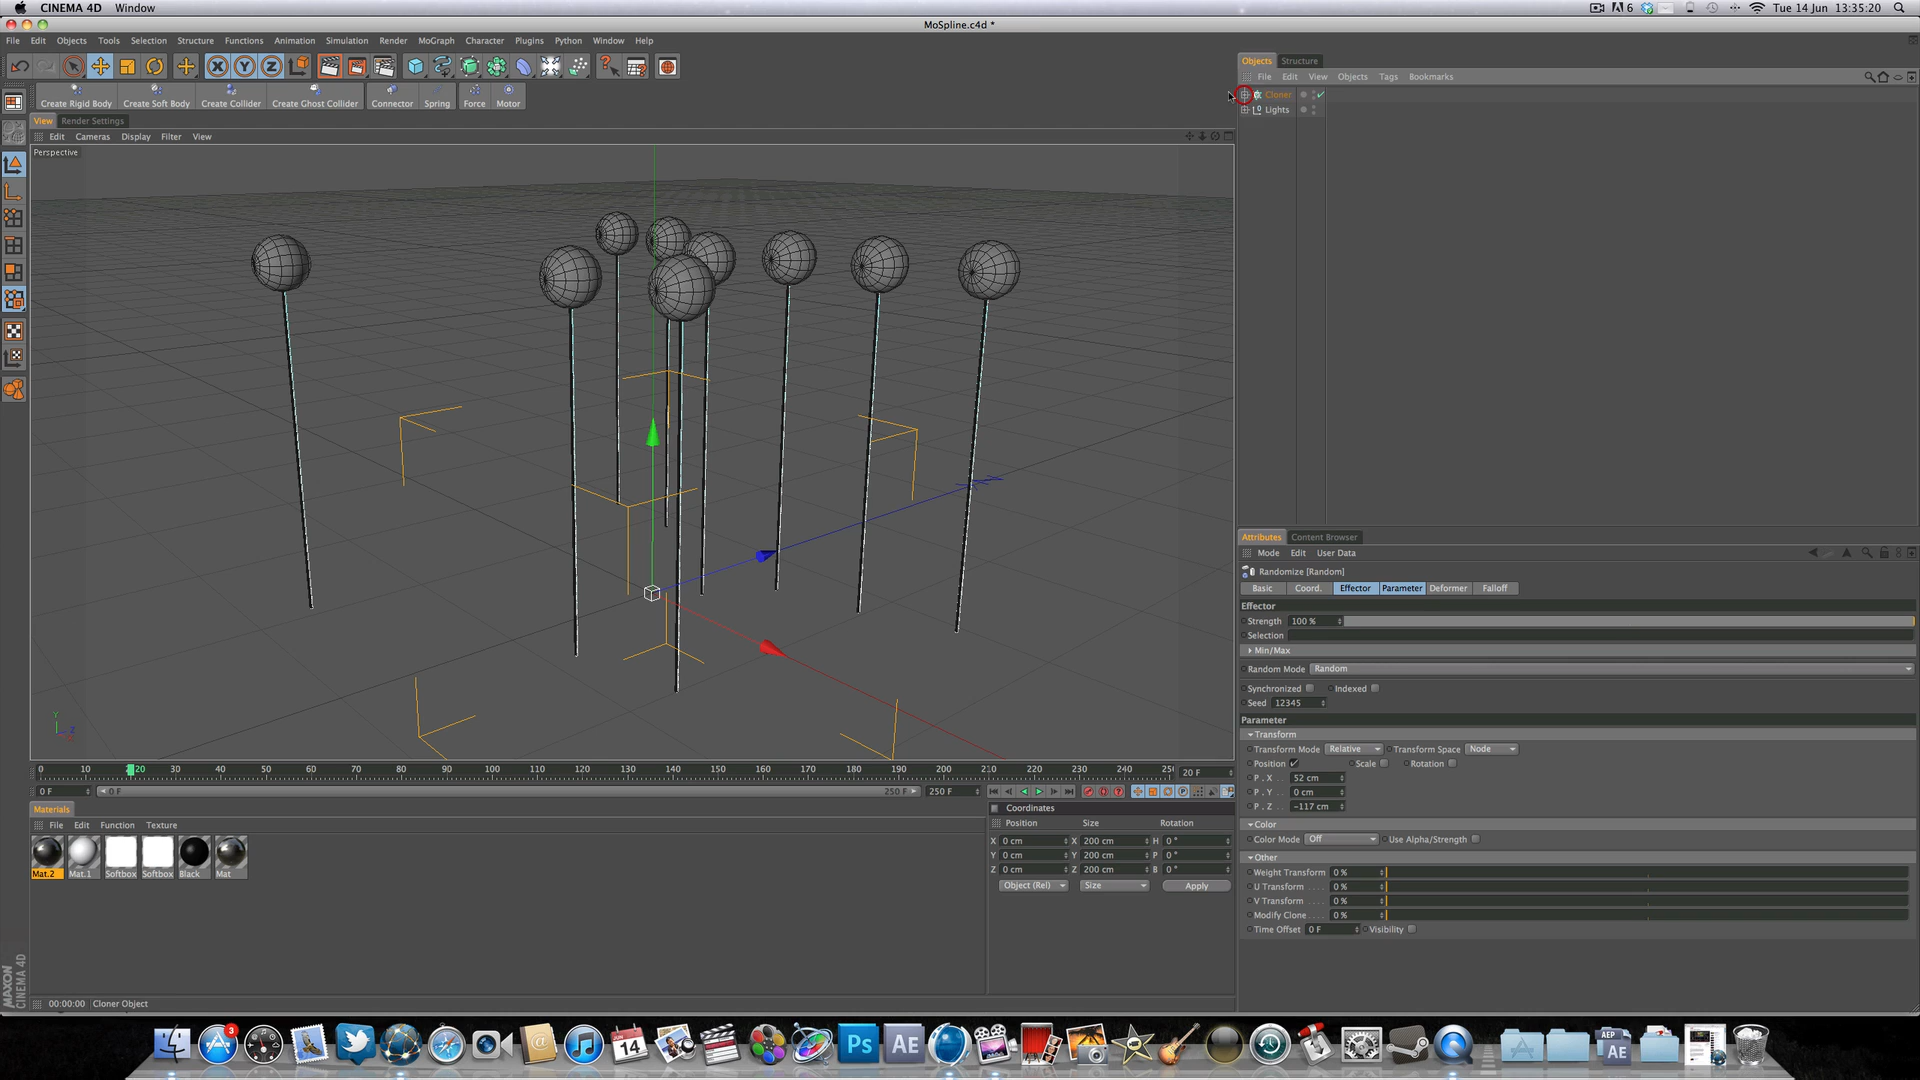 CINEMA 4D Window
6 Tue 14 Jun 13:35:20
MoSpline.c4d *
File Edit Objects Tools Selection Structure Functions Animation Simulation Render MoGraph Character Plugins Python Window Help
X Y Z
Create Rigid Body Create Soft Body Create Collider Create Ghost Collider Connector Spring Force Motor
View Render Settings
Edit Cameras Display Filter View
Perspective
Y
Z
0 10 20 30 40 50 60 70 80 90 100 110 120 130 140 150 160 170 180 190 200 210 220 230 240 20 F
0 F 0 F 250 F 250 F
Materials
File Edit Function Texture
Mat.2 Mat.1 Softbox Softbox Black Mat
Coordinates
Position Size Rotation
X 0 cm X 200 cm H 0 °
Y 0 cm Y 200 cm P 0 °
Z 0 cm Z 200 cm B 0 °
Object (Rel) Size Apply
MAXON
CINEMA 4D
00:00:00 Cloner Object
Objects Structure
File Edit View Objects Tags Bookmarks
Cloner
Lights
Attributes Content Browser
Mode Edit User Data
Randomize [Random]
Basic Coord. Effector Parameter Deformer Falloff
Effector
Strength 100 %
Selection
Min/Max
Random Mode Random
Synchronized Indexed
Seed 12345
Parameter
Transform
Transform Mode Relative Transform Space Node
Position Scale Rotation
P . X 52 cm
P . Y 0 cm
P . Z -117 cm
Color
Color Mode Off Use Alpha/Strength
Other
Weight Transform 0 %
U Transform 0 %
V Transform 0 %
Modify Clone 0 %
Time Offset 0 F Visibility
3
JUN
14
Ps
AE
AEP
AE